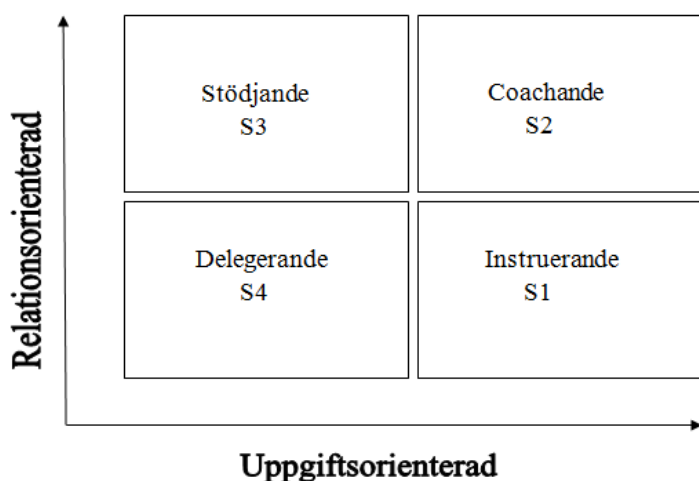 Relationsorienterad
Stödjande
S3
Coachande
S2
Delegerande
S4
Instruerande
S1
Uppgiftsorienterad